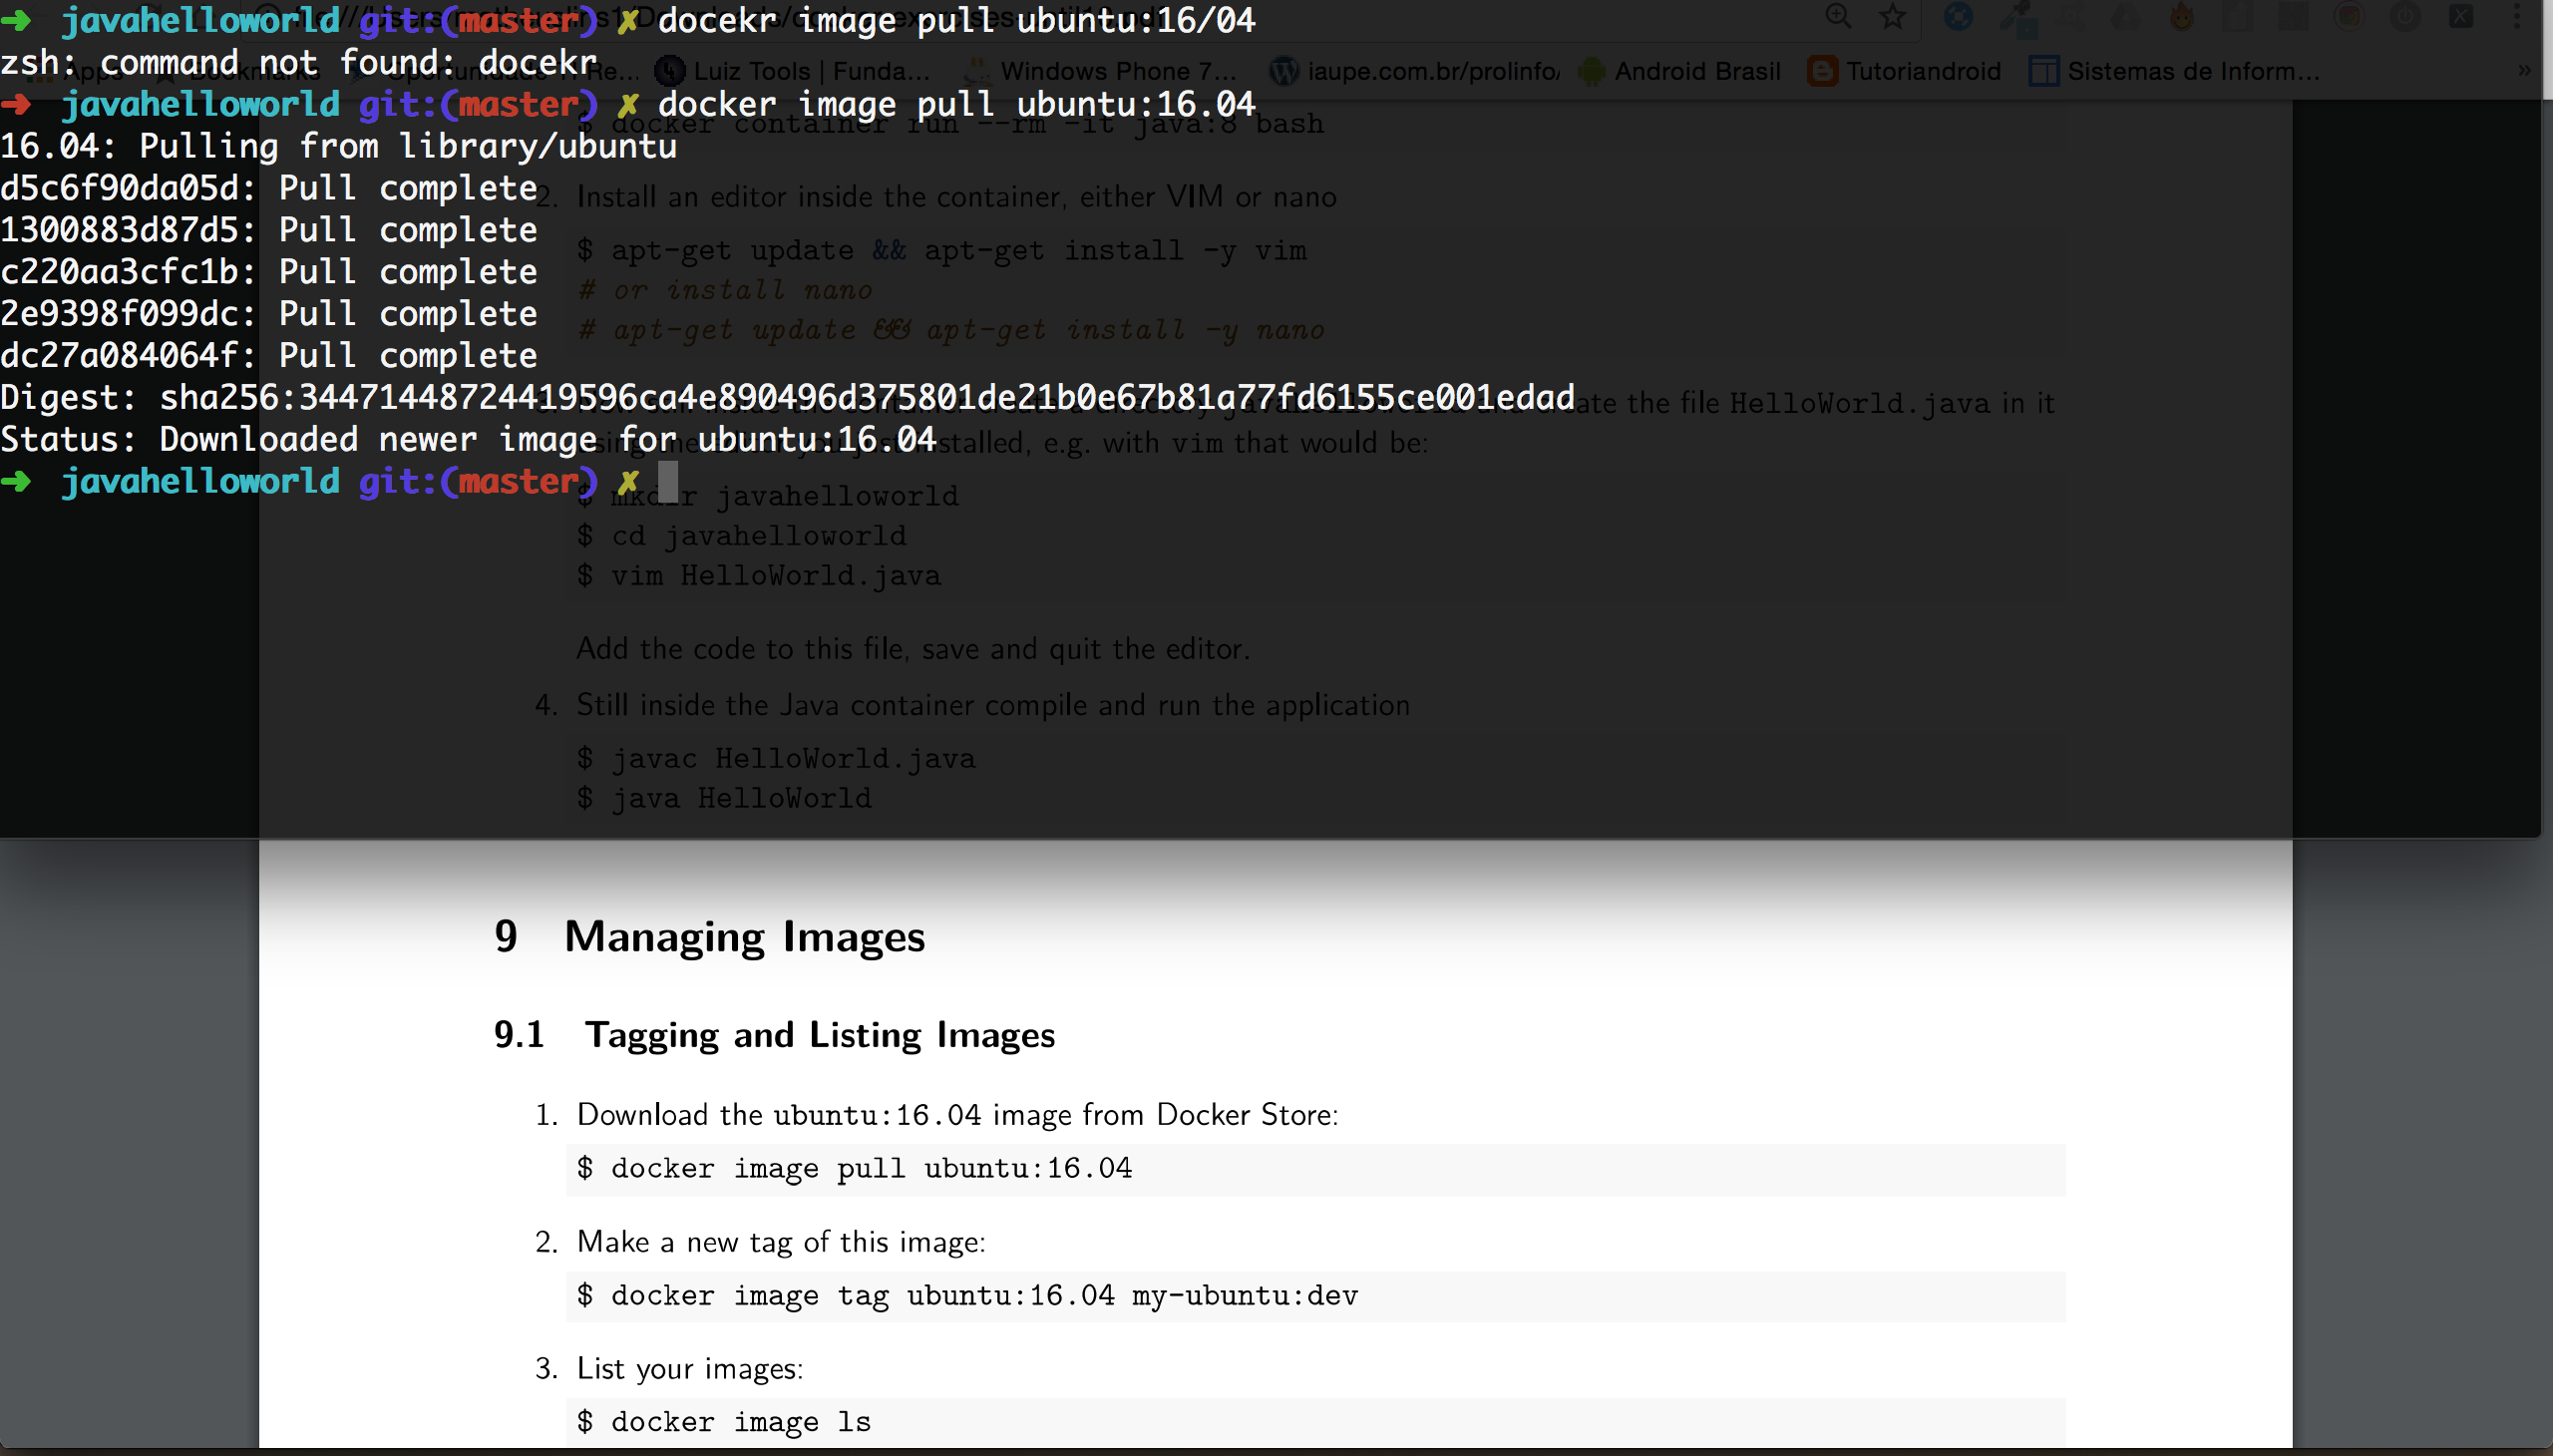 ➜ javahelloworld git:(master) ✗ docekr image pull ubuntu:16/04
zsh: command not found: docekr
Luiz Tools | Funda... Windows Phone 7... iaupe.com.br/prolinfo/ Android Brasil Tutoriandroid Sistemas de Inform... »
➜ javahelloworld git:(master) ✗ docker image pull ubuntu:16.04
$ docker container run --rm -it java:8 bash
16.04: Pulling from library/ubuntu
d5c6f90da05d: Pull complete
2. Install an editor inside the container, either VIM or nano
1300883d87d5: Pull complete
$ apt-get update && apt-get install -y vim
c220aa3cfc1b: Pull complete
# or install nano
2e9398f099dc: Pull complete
# apt-get update && apt-get install -y nano
dc27a084064f: Pull complete
Digest: sha256:34471448724419596ca4e890496d375801de21b0e67b81a77fd6155ce001edad
the file HelloWorld.java in it
Status: Downloaded newer image for ubuntu:16.04
e.g. with vim that would be:
➜ javahelloworld git:(master) ✗
$ mkdir javahelloworld
$ cd javahelloworld
$ vim HelloWorld.java
Add the code to this file, save and quit the editor.
4. Still inside the Java container compile and run the application
$ javac HelloWorld.java
$ java HelloWorld
9 Managing Images
9.1 Tagging and Listing Images
1. Download the ubuntu:16.04 image from Docker Store:
$ docker image pull ubuntu:16.04
2. Make a new tag of this image:
$ docker image tag ubuntu:16.04 my-ubuntu:dev
3. List your images:
$ docker image ls